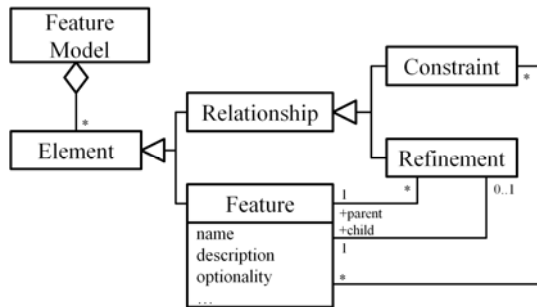 Feature
Model
*
Element
Relationship
Constraint
*
Refinement
Feature
name
description
optionality
...
1
*
+parent
0..1
+child
1
*